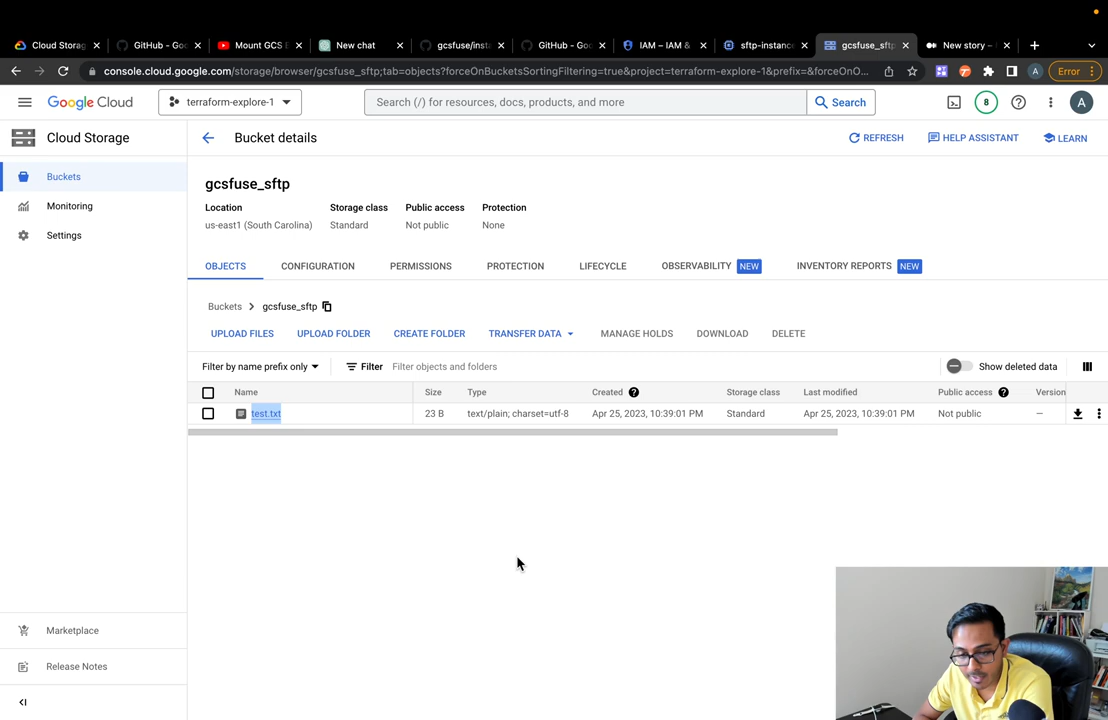 Cloud Storag
GitHub - Goo
Mount GCS B
New chat
gcsfuse/insta
GitHub - Goo
IAM – IAM &
sftp-instanc
gcsfuse_sftp
New story –
console.cloud.google.com/storage/browser/gcsfuse_sftp;tab=objects?forceOnBucketsSortingFiltering=true&project=terraform-explore-1&prefix=&forceOnO...
A
Error
Google Cloud
terraform-explore-1
Search (/) for resources, docs, products, and more
Search
8
A
Cloud Storage
Bucket details
REFRESH
HELP ASSISTANT
LEARN
Buckets
Monitoring
Settings
gcsfuse_sftp
Location Storage class Public access Protection
us-east1 (South Carolina) Standard Not public None
OBJECTS CONFIGURATION PERMISSIONS PROTECTION LIFECYCLE OBSERVABILITY NEW INVENTORY REPORTS NEW
Buckets > gcsfuse_sftp
UPLOAD FILES UPLOAD FOLDER CREATE FOLDER TRANSFER DATA MANAGE HOLDS DOWNLOAD DELETE
Filter by name prefix only Filter Filter objects and folders Show deleted data
Name Size Type Created Storage class Last modified Public access Version
test.txt 23 B text/plain; charset=utf-8 Apr 25, 2023, 10:39:01 PM Standard Apr 25, 2023, 10:39:01 PM Not public —
Marketplace
Release Notes